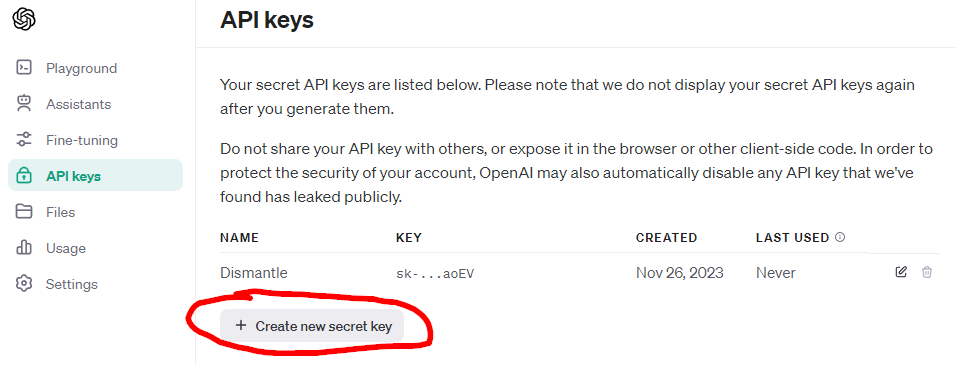 API keys
Playground
Assistants
Fine-tuning
API keys
Files
Usage
Settings
Your secret API keys are listed below. Please note that we do not display your secret API keys again
after you generate them.
Do not share your API key with others, or expose it in the browser or other client-side code. In order to
protect the security of your account, OpenAI may also automatically disable any API key that we've
found has leaked publicly.
NAME KEY CREATED LAST USED
Dismantle sk-...aoEV Nov 26, 2023 Never
+ Create new secret key